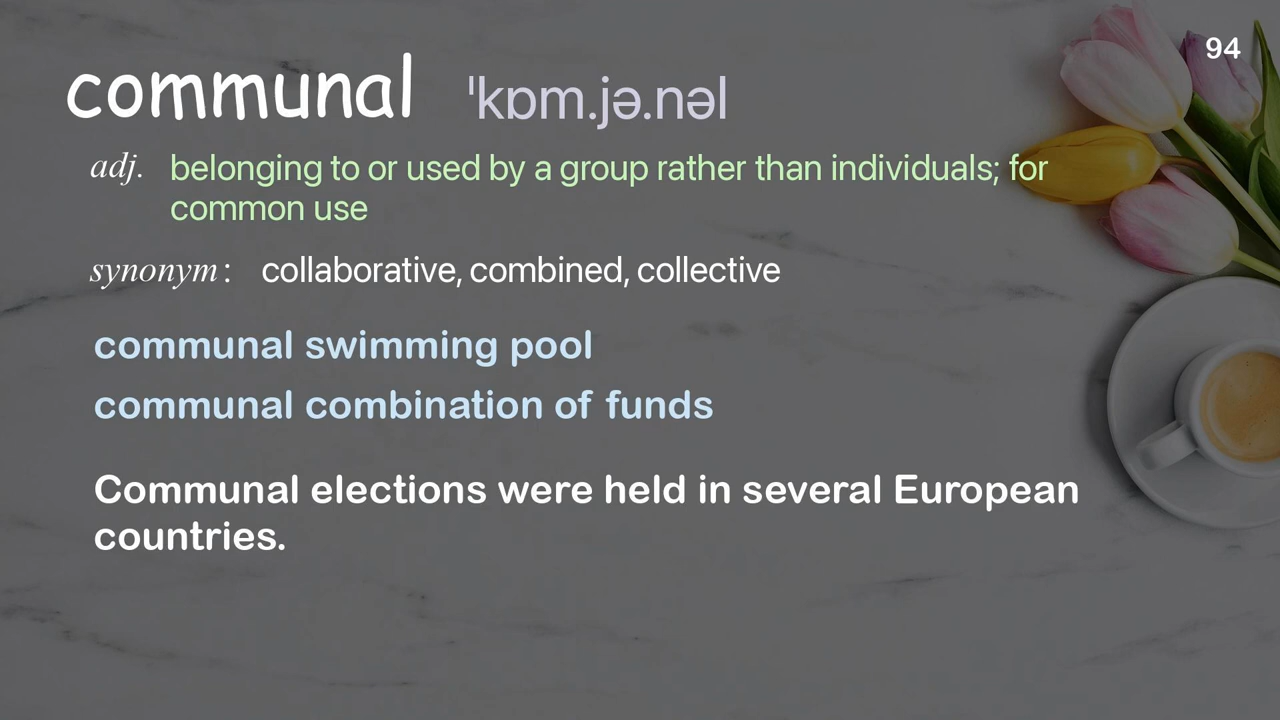 94
communal ˈkɒm.jə.nəl
adj. belonging to or used by a group rather than individuals; for
common use
synonym: collaborative, combined, collective
communal swimming pool
communal combination of funds
Communal elections were held in several European
countries.